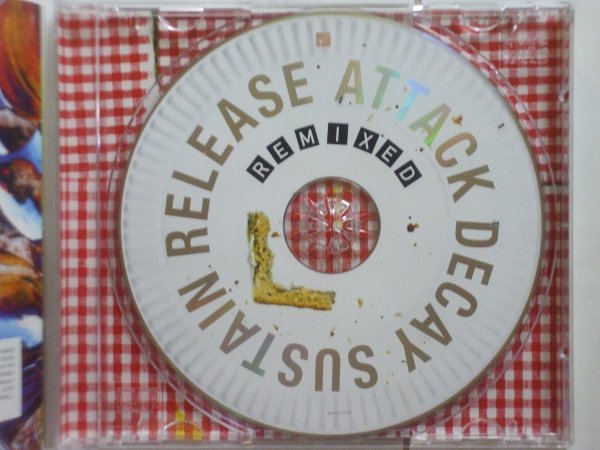 ATTACK DECAY SUSTAIN RELEASE
REMIXED